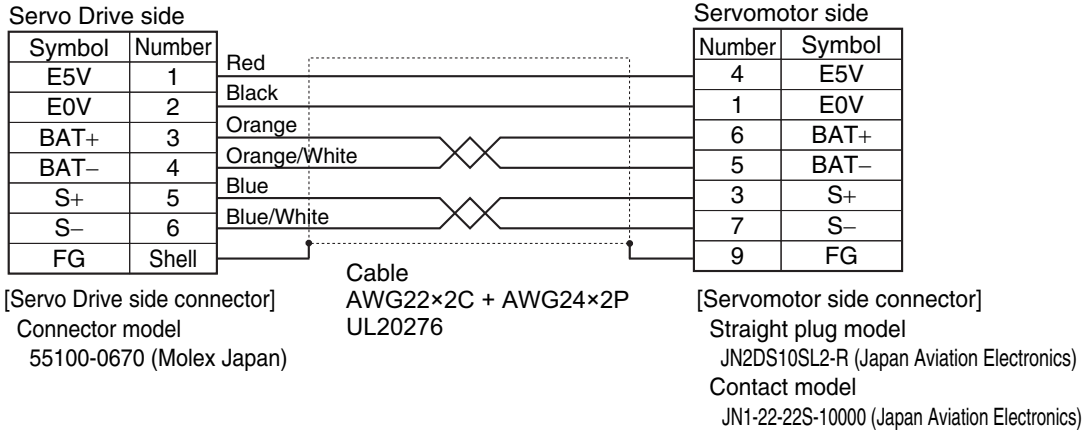 Servo Drive side
Servomotor side
Symbol Number
Number Symbol
E5V 1 Red 4 E5V
E0V 2 Black 1 E0V
BAT+ 3 Orange 6 BAT+
BAT− 4 Orange/White 5 BAT−
S+ 5 Blue 3 S+
S− 6 Blue/White 7 S−
FG Shell 9 FG
Cable
AWG22×2C + AWG24×2P
UL20276
[Servo Drive side connector]
Connector model
55100-0670 (Molex Japan)
[Servomotor side connector]
Straight plug model
JN2DS10SL2-R (Japan Aviation Electronics)
Contact model
JN1-22-22S-10000 (Japan Aviation Electronics)